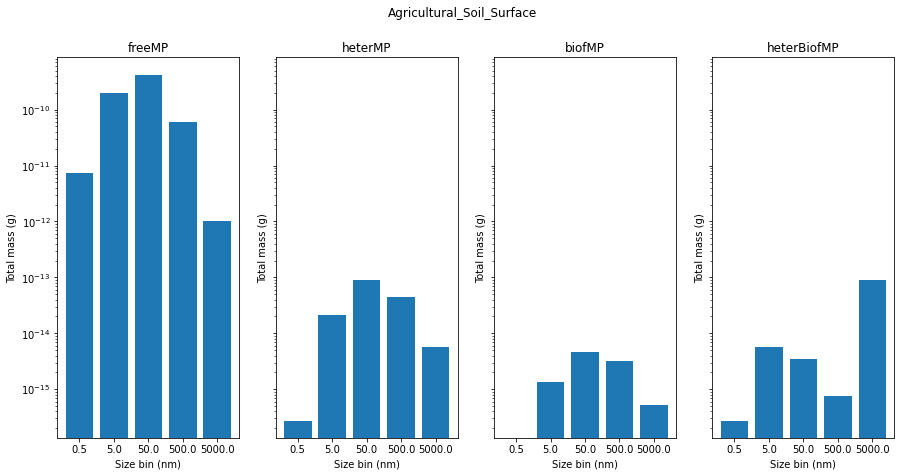 Agricultural_Soil_Surface
freeMP
heterMP
biofMP
heterBiofMP
Total mass (g)
10⁻¹⁰
10⁻¹¹
10⁻¹²
10⁻¹³
10⁻¹⁴
10⁻¹⁵
0.5 5.0 50.0 500.0 5000.0
Size bin (nm)
Total mass (g)
0.5 5.0 50.0 500.0 5000.0
Size bin (nm)
Total mass (g)
0.5 5.0 50.0 500.0 5000.0
Size bin (nm)
Total mass (g)
0.5 5.0 50.0 500.0 5000.0
Size bin (nm)